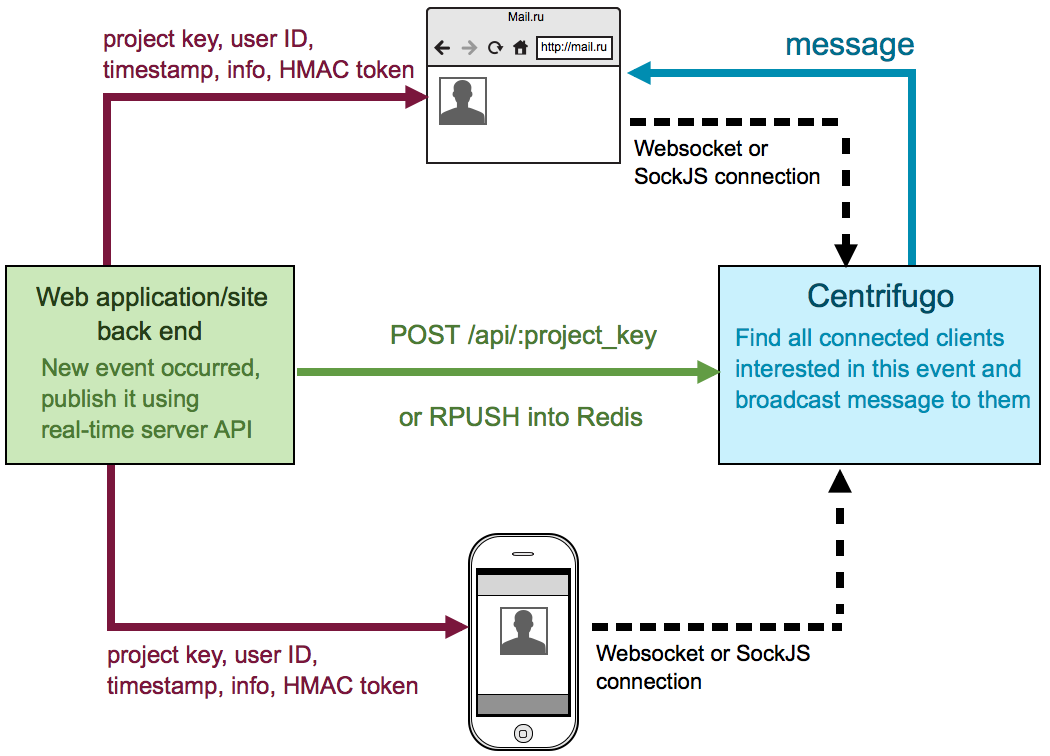 Mail.ru
http://mail.ru
project key, user ID,
timestamp, info, HMAC token
message
Websocket or
SockJS connection
Web application/site
back end
New event occurred,
publish it using
real-time server API
POST /api/:project_key
or RPUSH into Redis
Centrifugo
Find all connected clients
interested in this event and
broadcast message to them
project key, user ID,
timestamp, info, HMAC token
Websocket or SockJS
connection